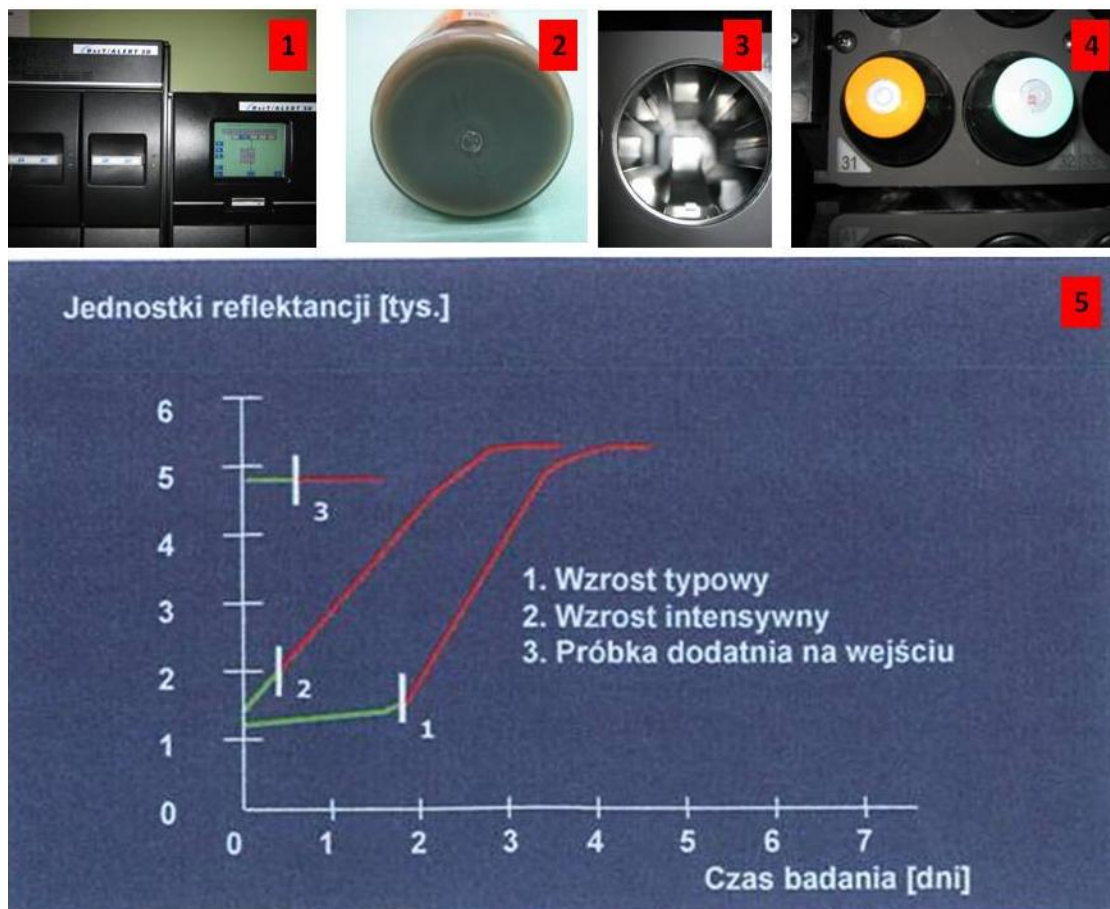 1
BacT/ALERT 3D
BacT/ALERT 3D
2
3
4
31
32
5
Jednostki reflektancji [tys.]
6
5
4
3
2
1
0
3
2
1
1. Wzrost typowy
2. Wzrost intensywny
3. Próbka dodatnia na wejściu
0 1 2 3 4 5 6 7
Czas badania [dni]